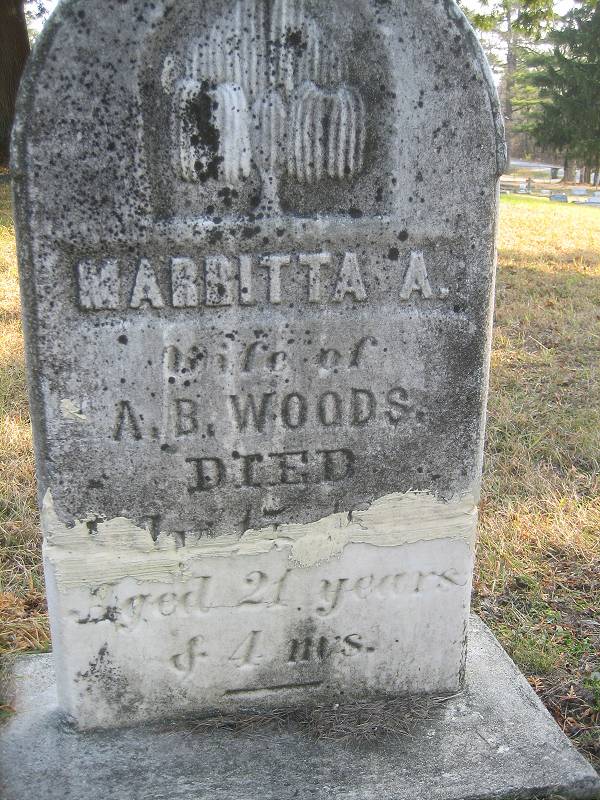 MARRITTA A.
Wife of
A. B. WOODS.
DIED
Aged 21 years
& 4 mos.